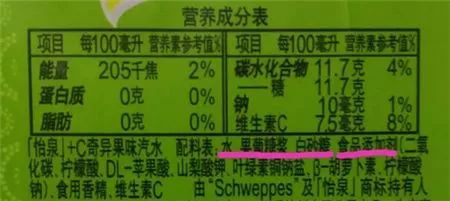 营养成分表
项目 每100毫升 营养素参考值%
能量 205千焦 2%
蛋白质 0克 0%
脂肪 0克 0%
项目 每100毫升 营养素参考值%
碳水化合物 11.7克 4%
——糖 11.7克
钠 10毫克 1%
维生素C 7.5毫克 8%
「怡泉」+C奇异果味汽水 配料表: 水, 果葡糖浆, 白砂糖, 食品添加剂(二氧
化碳、柠檬酸、DL-苹果酸、山梨酸钾、叶绿素铜钠盐、β-胡萝卜素、柠檬酸
钠)、食用香精、维生素C 由“Schweppes”及「怡泉」商标持有人